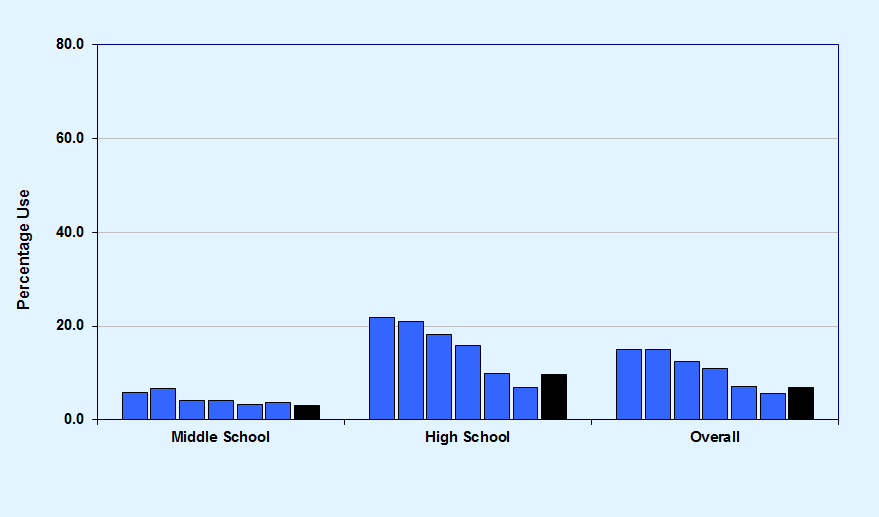 80.0
60.0
40.0
20.0
0.0
Percentage Use
Middle School
High School
Overall